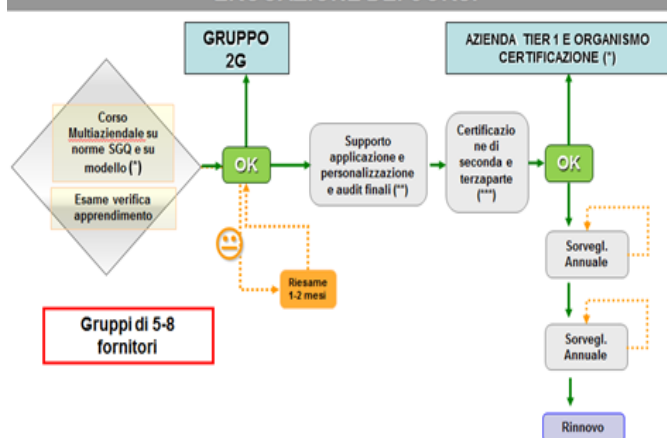 GRUPPO
2G
AZIENDA TIER 1 E ORGANISMO
CERTIFICAZIONE (*)
Corso
Multiaziendale su
norme SGQ e su
modello (*)
Esame verifica
apprendimento
OK
Supporto
applicazione e
personalizzazione
e audit finali (**)
Certificazio
ne di
seconda e
terzaparte
(***)
OK
Riesame
1-2 mesi
Sorvegl.
Annuale
Gruppi di 5-8
fornitori
Sorvegl.
Annuale
Rinnovo